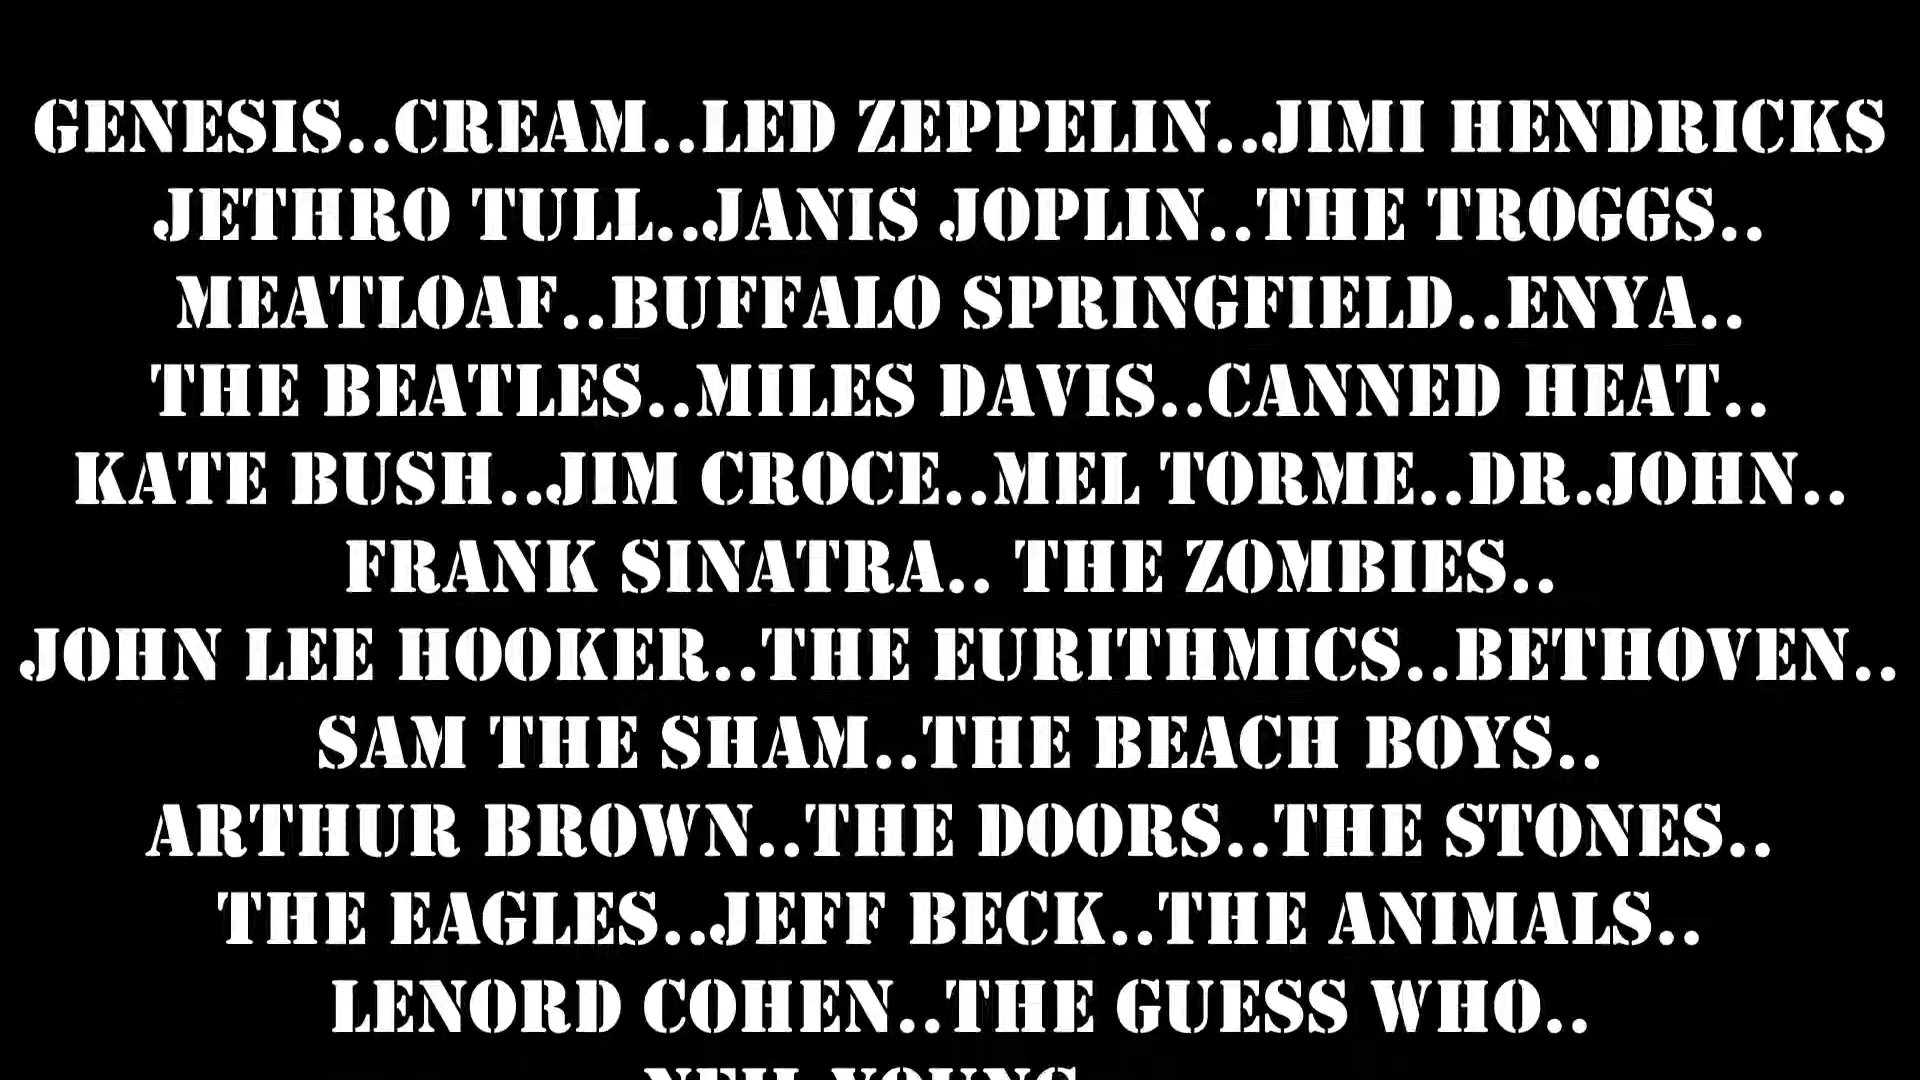 GENESIS..CREAM..LED ZEPPELIN..JIMI HENDRICKS
JETHRO TULL..JANIS JOPLIN..THE TROGGS..
MEATLOAF..BUFFALO SPRINGFIELD..ENYA..
THE BEATLES..MILES DAVIS..CANNED HEAT..
KATE BUSH..JIM CROCE..MEL TORME..DR.JOHN..
FRANK SINATRA.. THE ZOMBIES..
JOHN LEE HOOKER..THE EURITHMICS..BETHOVEN..
SAM THE SHAM..THE BEACH BOYS..
ARTHUR BROWN..THE DOORS..THE STONES..
THE EAGLES..JEFF BECK..THE ANIMALS..
LENORD COHEN..THE GUESS WHO..
NEIL YOUNG